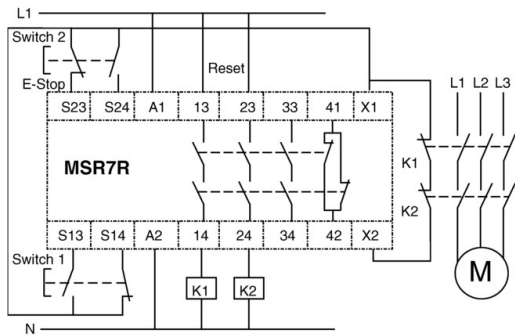 L1
Switch 2
E-Stop
Reset
L1 L2 L3
S23 S24 A1 13 23 33 41 X1
MSR7R
K1
K2
S13 S14 A2 14 24 34 42 X2
Switch 1
K1 K2
M
N